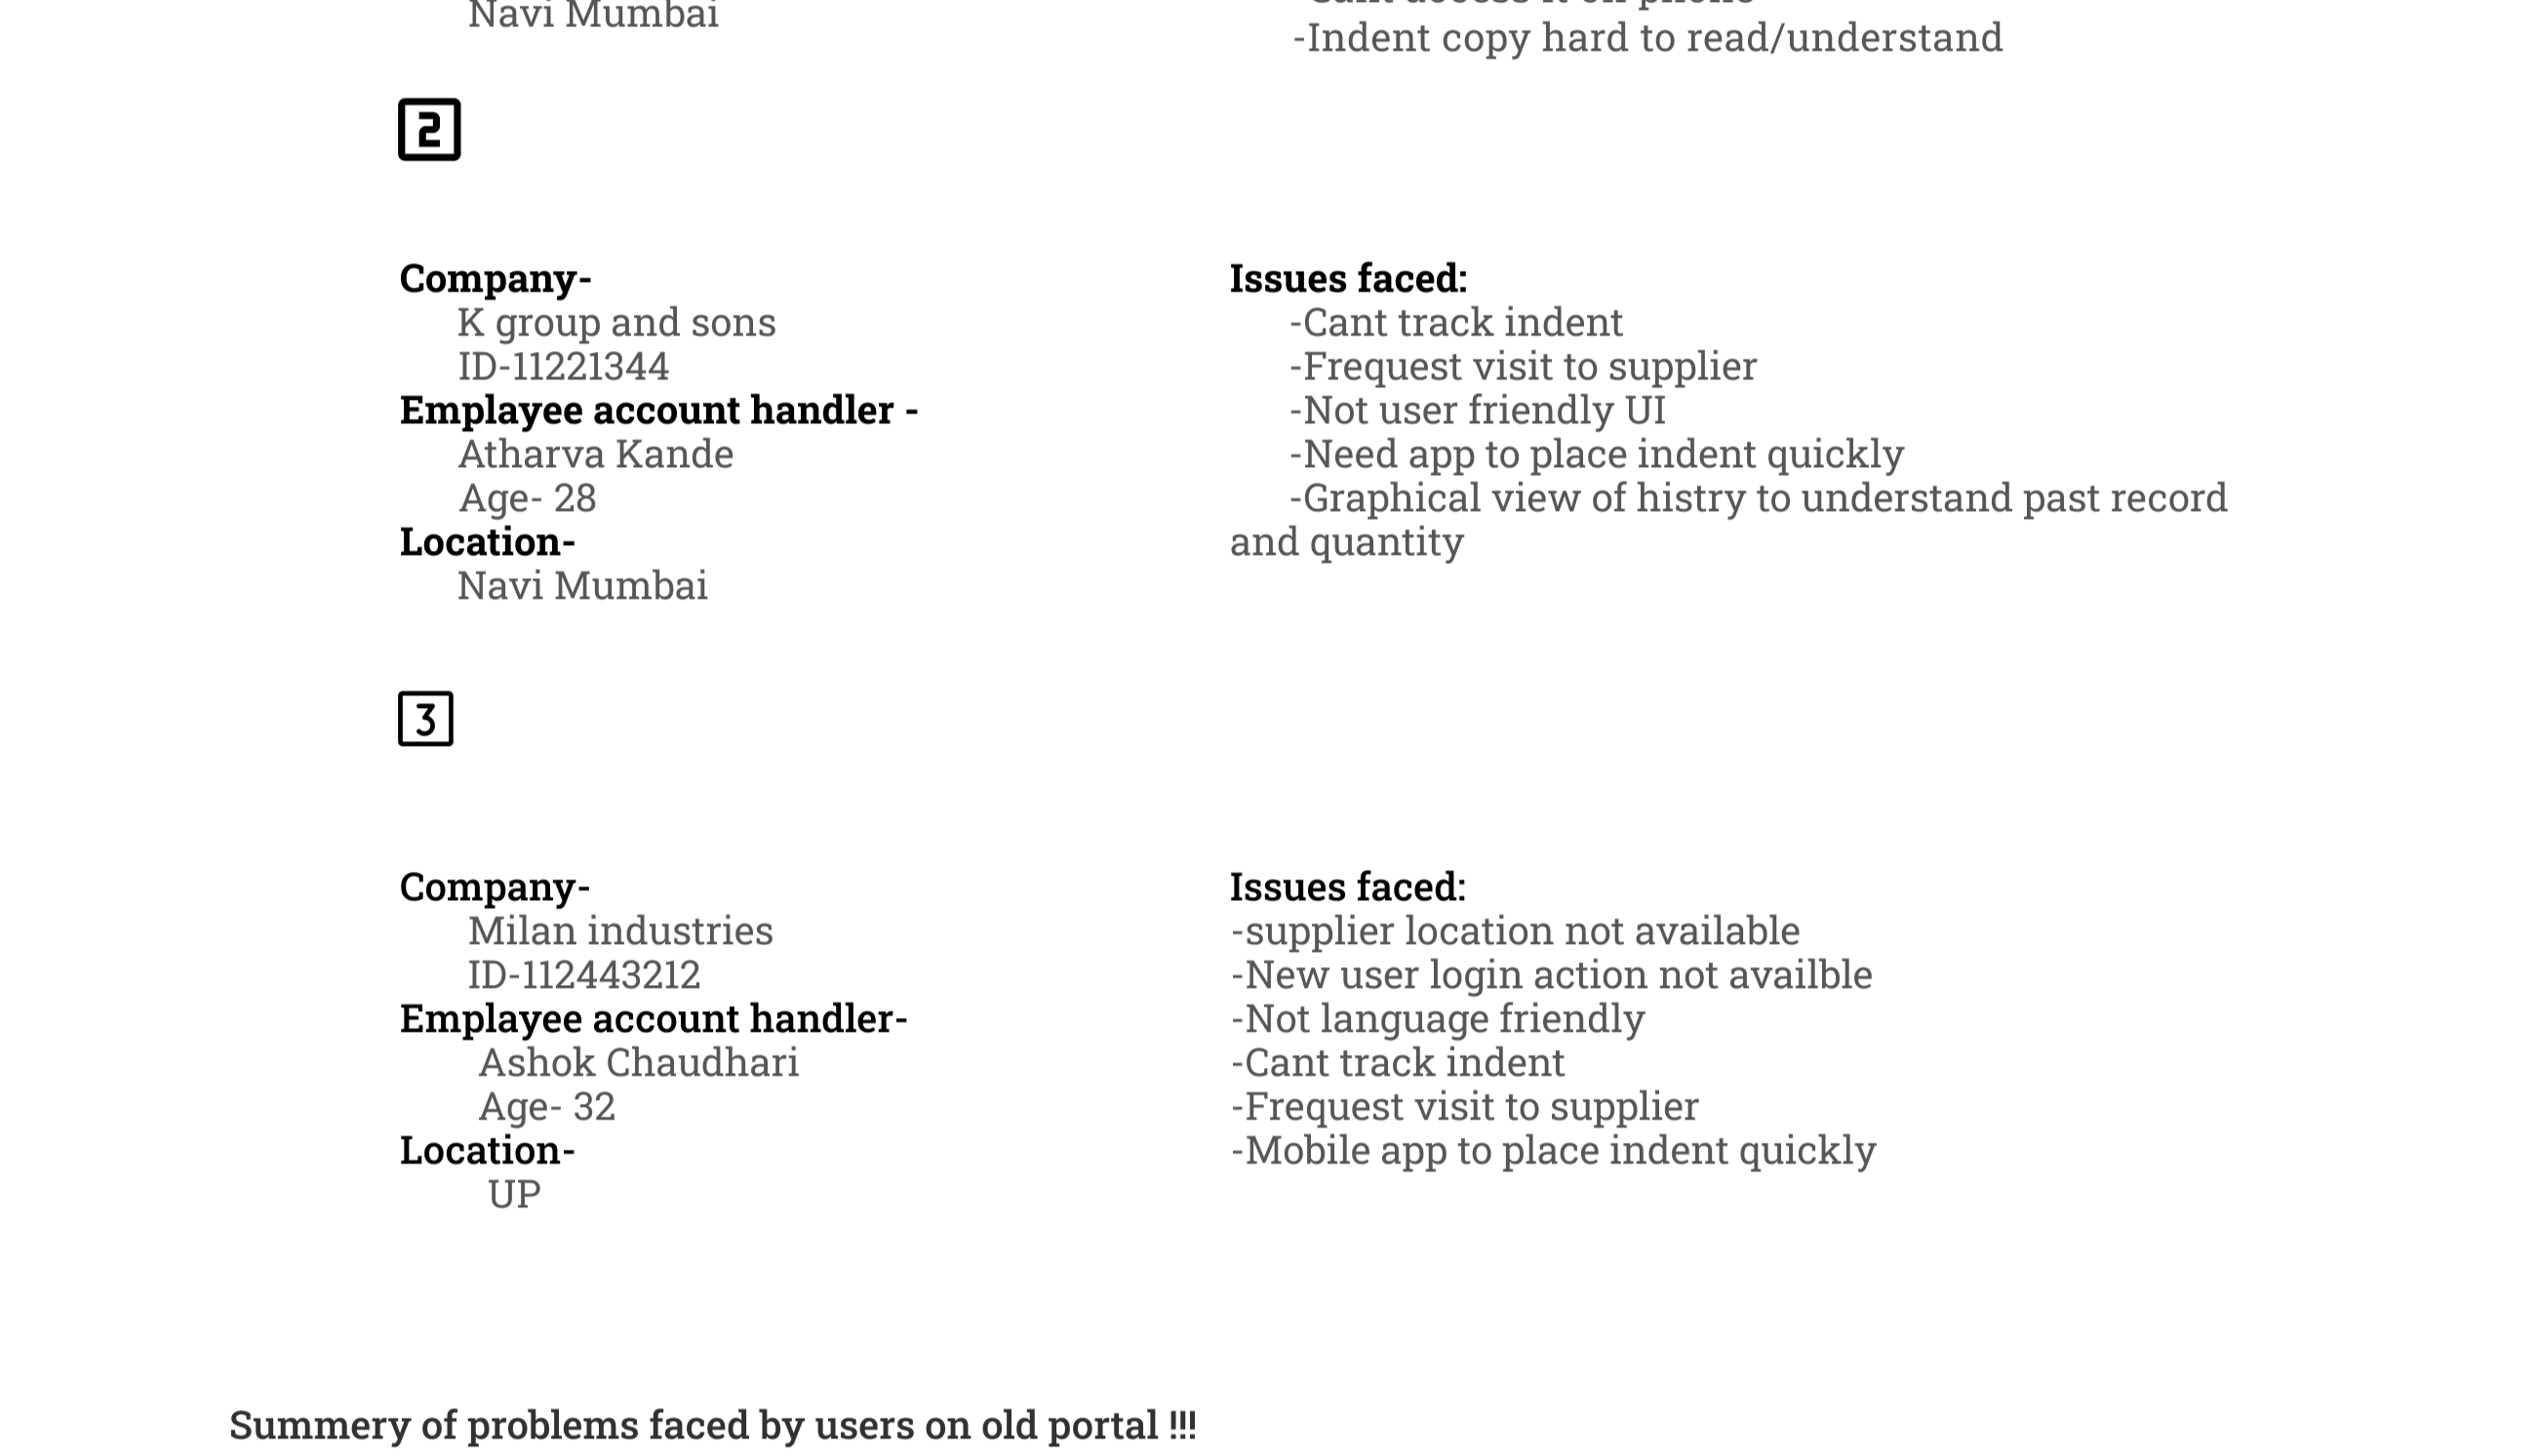 Navi Mumbai
Cant access it on phone
-Indent copy hard to read/understand
2
Company-
K group and sons
ID-11221344
Emplayee account handler -
Atharva Kande
Age- 28
Location-
Navi Mumbai
Issues faced:
-Cant track indent
-Frequest visit to supplier
-Not user friendly UI
-Need app to place indent quickly
-Graphical view of histry to understand past record
and quantity
3
Company-
Milan industries
ID-112443212
Emplayee account handler-
Ashok Chaudhari
Age- 32
Location-
UP
Issues faced:
-supplier location not available
-New user login action not availble
-Not language friendly
-Cant track indent
-Frequest visit to supplier
-Mobile app to place indent quickly
Summery of problems faced by users on old portal !!!